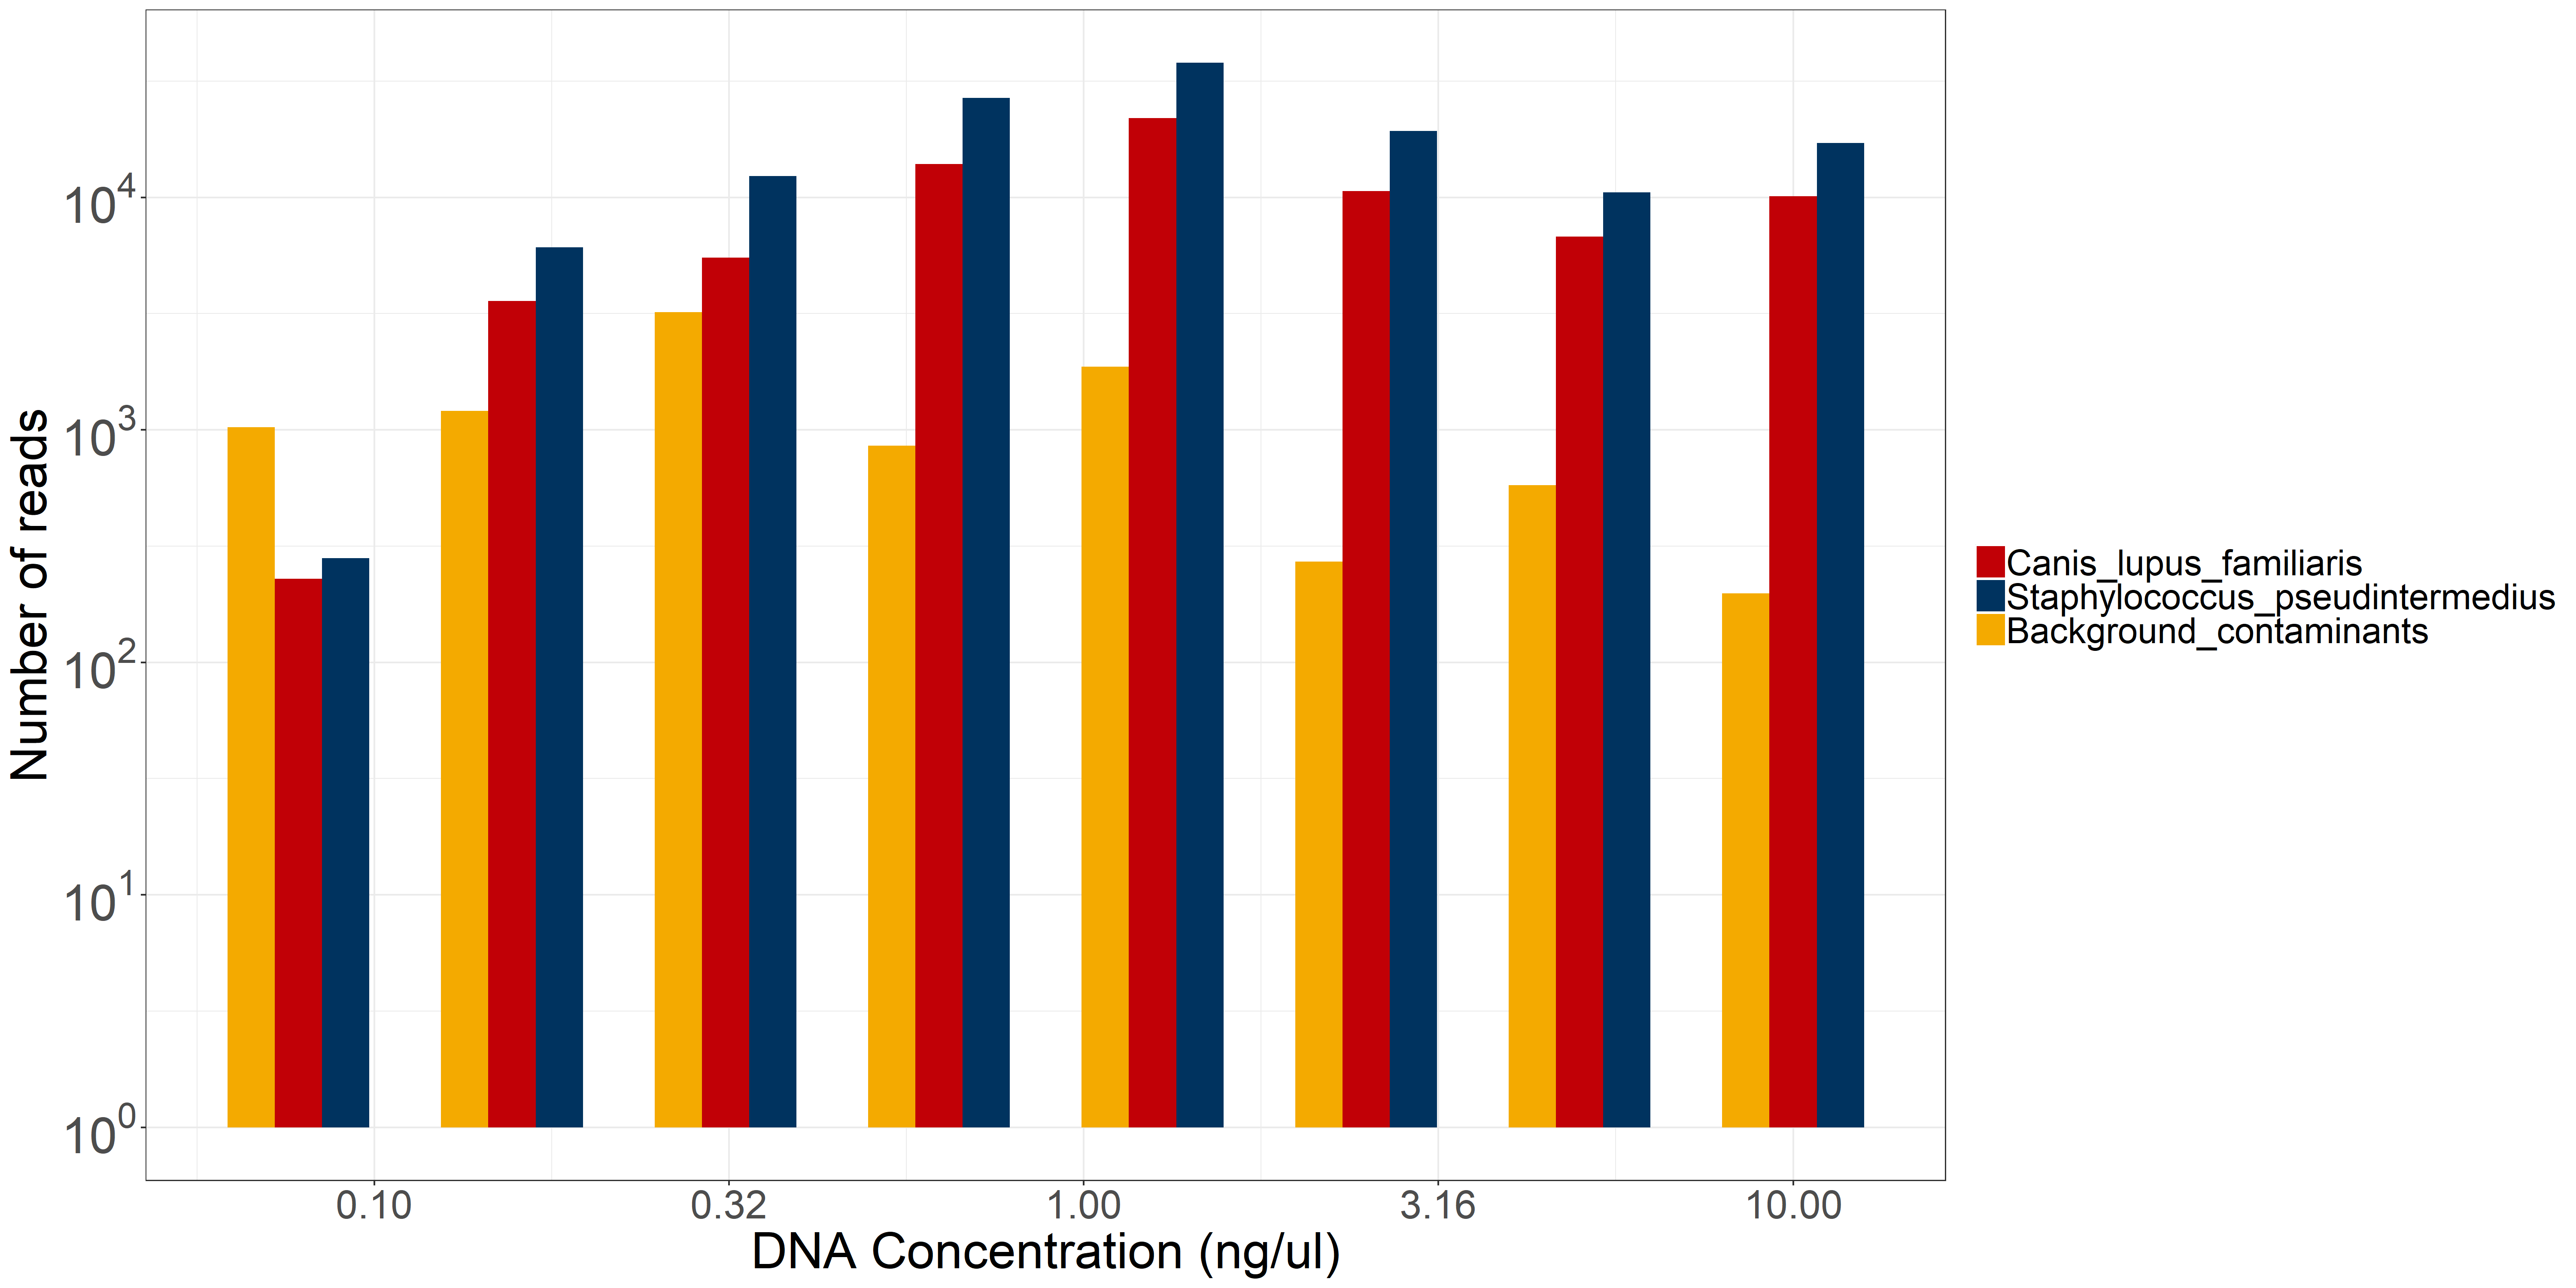 Number of reads
10^4
10^3
10^2
10^1
10^0
0.10 0.32 1.00 3.16 10.00
DNA Concentration (ng/ul)
Canis_lupus_familiaris
Staphylococcus_pseudintermedius
Background_contaminants